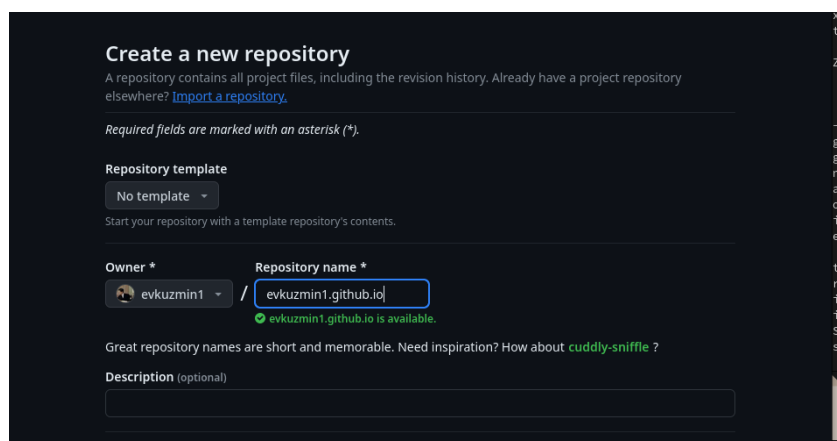 Create a new repository
A repository contains all project files, including the revision history. Already have a project repository
elsewhere? Import a repository.
Required fields are marked with an asterisk (*).
Repository template
No template
Start your repository with a template repository's contents.
Owner *
Repository name *
evkuzmin1 / evkuzmin1.github.io
evkuzmin1.github.io is available.
Great repository names are short and memorable. Need inspiration? How about cuddly-sniffle ?
Description (optional)